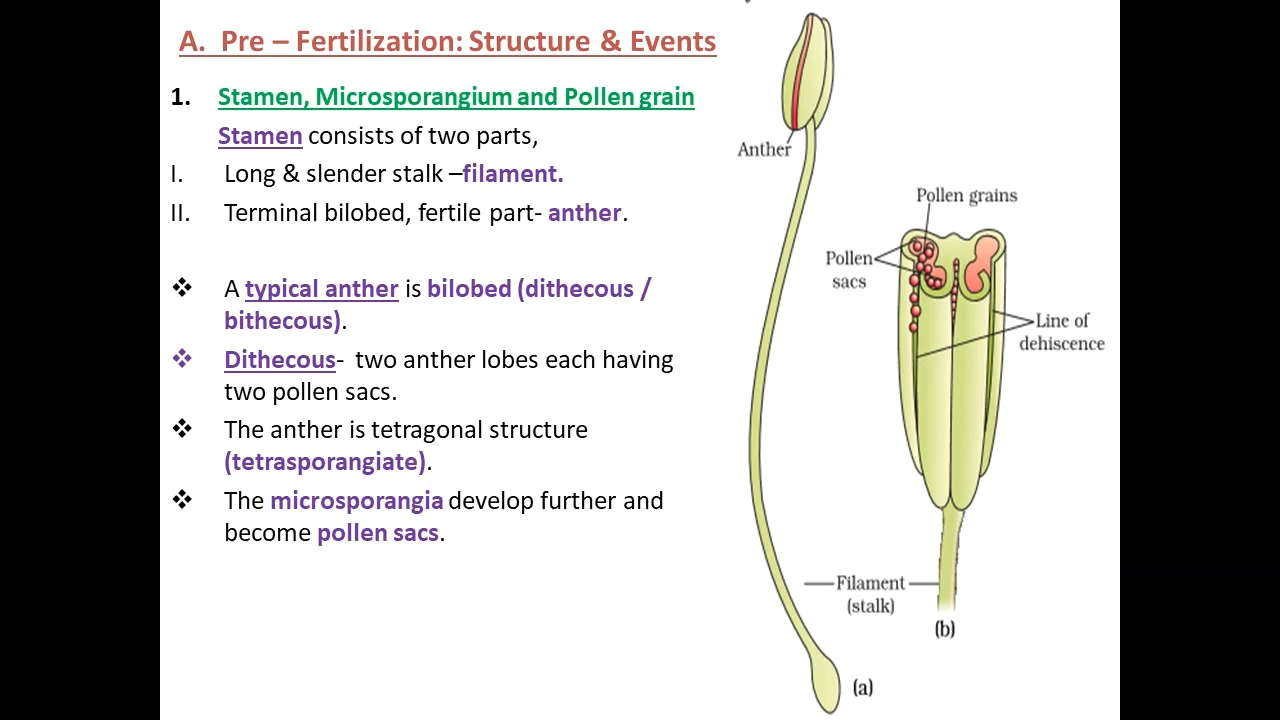 A. Pre – Fertilization: Structure & Events
1. Stamen, Microsporangium and Pollen grain
Stamen consists of two parts,
I. Long & slender stalk –filament.
II. Terminal bilobed, fertile part- anther.
❖ A typical anther is bilobed (dithecous /
bithecous).
❖ Dithecous- two anther lobes each having
two pollen sacs.
❖ The anther is tetragonal structure
(tetrasporangiate).
❖ The microsporangia develop further and
become pollen sacs.
Anther
Pollen grains
Pollen
sacs
Line of
dehiscence
Filament
(stalk)
(b)
(a)